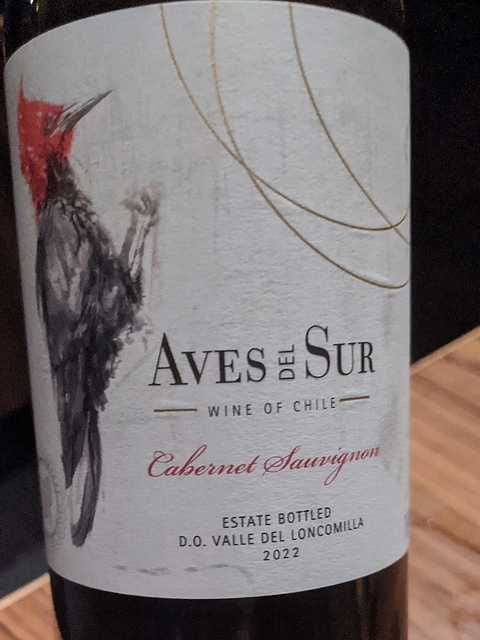 AVES DEL SUR
WINE OF CHILE
Cabernet Sauvignon
ESTATE BOTTLED
D.O. VALLE DEL LONCOMILLA
2022